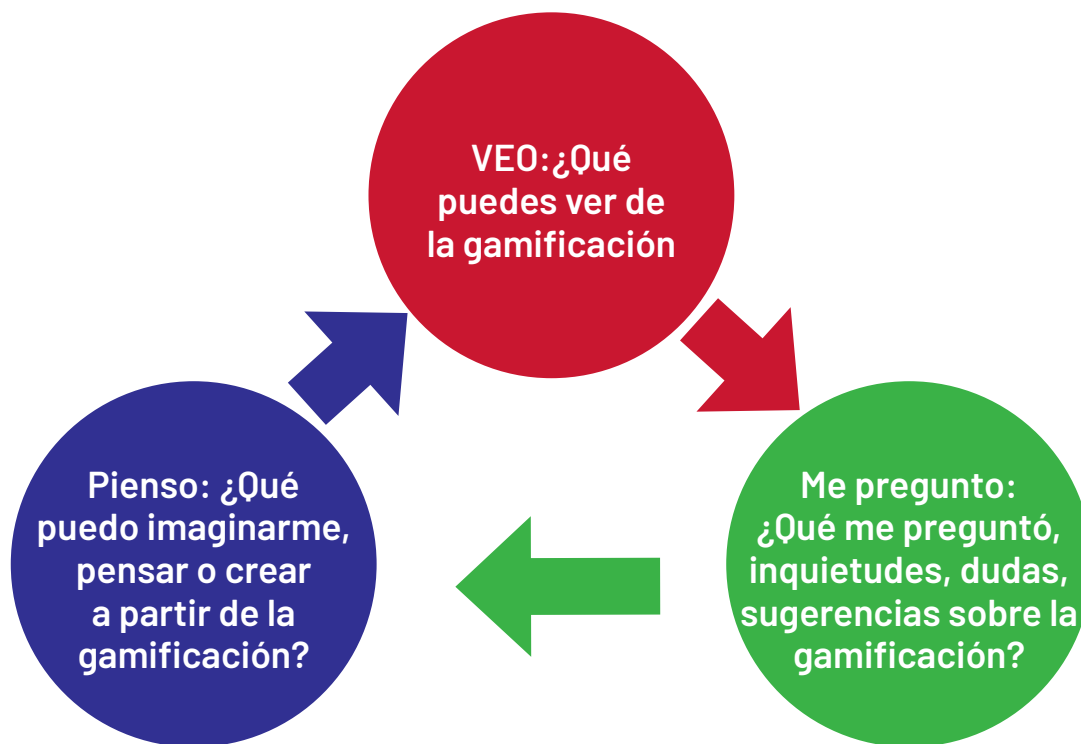 VEO:¿Qué
puedes ver de
la gamificación
Pienso: ¿Qué
puedo imaginarme,
pensar o crear
a partir de la
gamificación?
Me pregunto:
¿Qué me preguntó,
inquietudes, dudas,
sugerencias sobre la
gamificación?